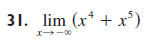 31. lim (x⁴ + x⁵)
x→−∞